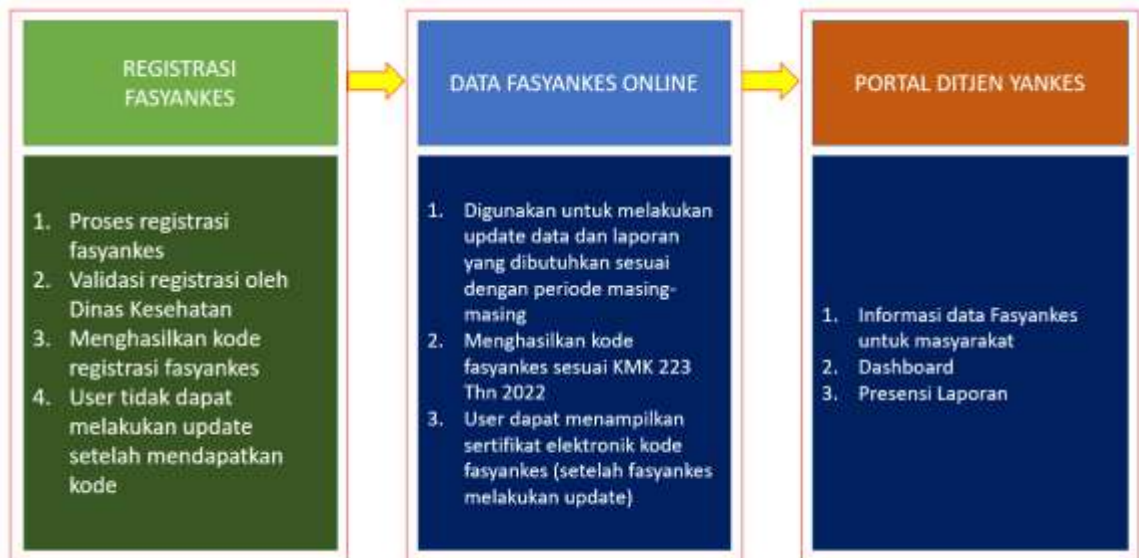 REGISTRASI
FASYANKES
1. Proses registrasi
fasyankes
2. Validasi registrasi oleh
Dinas Kesehatan
3. Menghasilkan kode
registrasi fasyankes
4. User tidak dapat
melakukan update
setelah mendapatkan
kode
DATA FASYANKES ONLINE
1. Digunakan untuk melakukan
update data dan laporan
yang dibutuhkan sesuai
dengan periode masing-
masing
2. Menghasilkan kode
fasyankes sesuai KMK 223
Thn 2022
3. User dapat menampilkan
sertifikat elektronik kode
fasyankes (setelah fasyankes
melakukan update)
PORTAL DITJEN YANKES
1. Informasi data Fasyankes
untuk masyarakat
2. Dashboard
3. Presensi Laporan